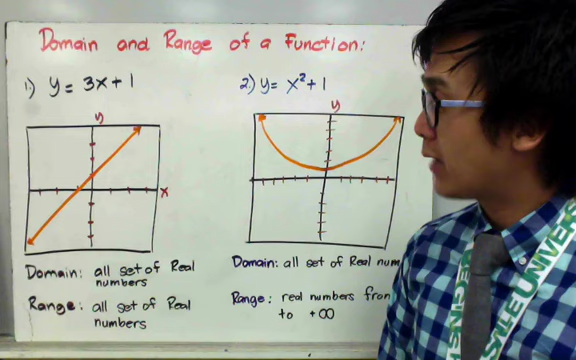 Domain and Range of a Function:
1) y = 3x+1
2) y = x²+1
y
y
x
Domain: all set of Real
numbers
Range: all set of Real
numbers
Domain: all set of Real num
Range: real numbers from
to +∞